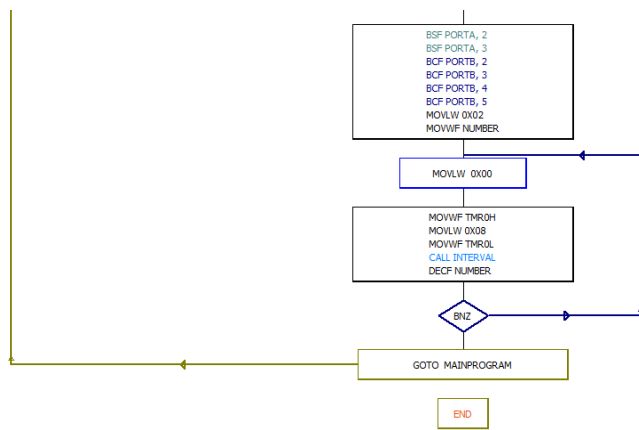 BSF PORTA, 2
BSF PORTA, 3
BCF PORTB, 2
BCF PORTB, 3
BCF PORTB, 4
BCF PORTB, 5
MOVLW 0X02
MOVWF NUMBER
MOVLW 0X00
MOVWF TMR0H
MOVLW 0X08
MOVWF TMR0L
CALL INTERVAL
DECF NUMBER
BNZ
GOTO MAINPROGRAM
END